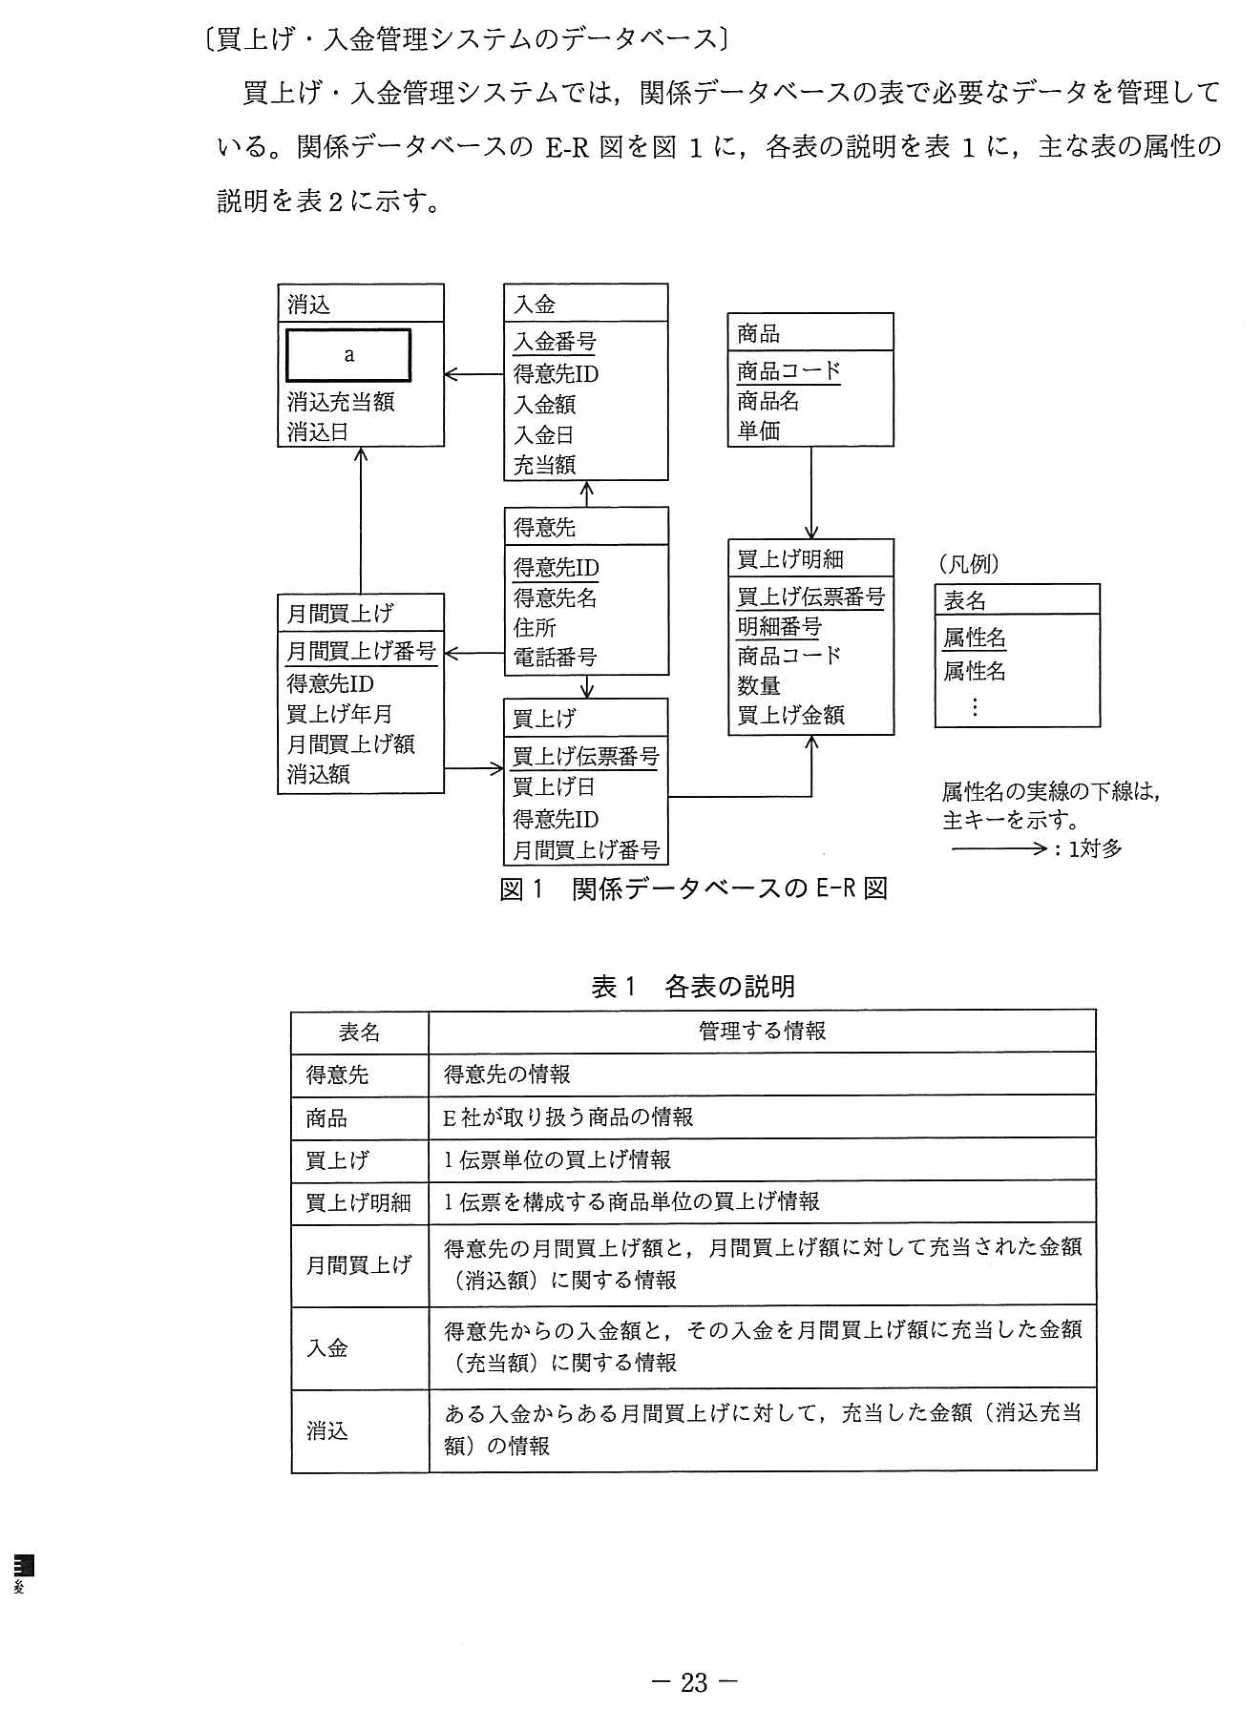 〔買上げ・入金管理システムのデータベース〕
買上げ・入金管理システムでは，関係データベースの表で必要なデータを管理して
いる。関係データベースの E-R 図を図 1 に，各表の説明を表 1 に，主な表の属性の
説明を表 2 に示す。
消込
a
消込充当額
消込日
入金
入金番号
得意先ID
入金額
入金日
充当額
商品
商品コード
商品名
単価
得意先
得意先ID
得意先名
住所
電話番号
買上げ明細
買上げ伝票番号
明細番号
商品コード
数量
買上げ金額
（凡例）
表名
属性名
属性名
⋮
月間買上げ
月間買上げ番号
得意先ID
買上げ年月
月間買上げ額
消込額
買上げ
買上げ伝票番号
買上げ日
得意先ID
月間買上げ番号
属性名の実線の下線は，
主キーを示す。
：1対多
図 1　関係データベースの E-R 図
表 1　各表の説明
表名 管理する情報
得意先 得意先の情報
商品 E 社が取り扱う商品の情報
買上げ 1 伝票単位の買上げ情報
買上げ明細 1 伝票を構成する商品単位の買上げ情報
月間買上げ 得意先の月間買上げ額と，月間買上げ額に対して充当された金額
（消込額）に関する情報
入金 得意先からの入金額と，その入金を月間買上げ額に充当した金額
（充当額）に関する情報
消込 ある入金からある月間買上げに対して，充当した金額（消込充当
額）の情報
－ 23 －